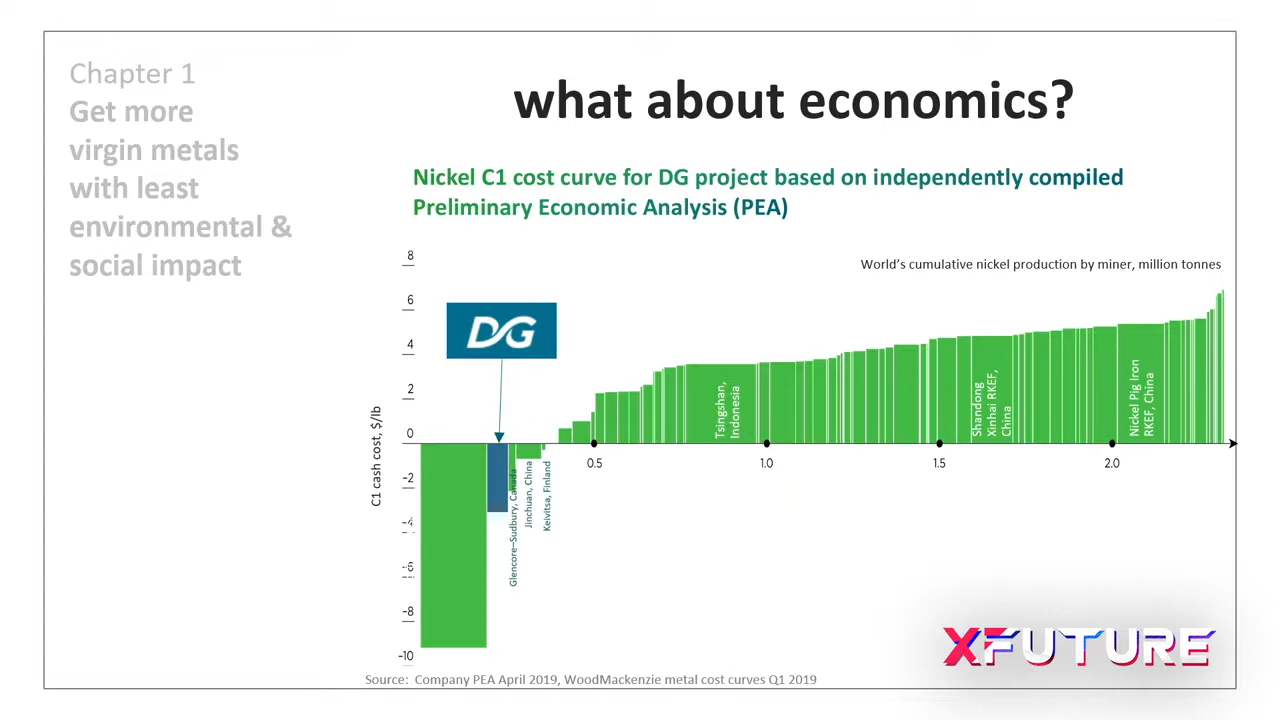 Chapter 1
Get more
virgin metals
with least
environmental &
social impact
what about economics?
Nickel C1 cost curve for DG project based on independently compiled
Preliminary Economic Analysis (PEA)
World's cumulative nickel production by miner, million tonnes
C1 cash cost, $/lb
8
6
4
2
0
-2
-4
-6
-8
-10
DG
Glencore–Sudbury, Canada
Jinchuan, China
Keivitsa, Finland
Tsingshan,
Indonesia
Shandong
Xinhai RKEF,
China
Nickel Pig Iron
RKEF, China
0.5
1.0
1.5
2.0
XFUTURE
Source: Company PEA April 2019, WoodMackenzie metal cost curves Q1 2019